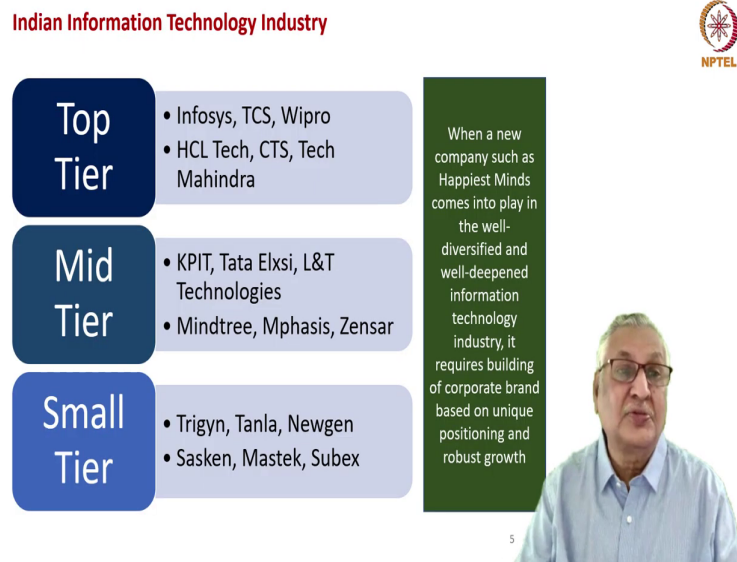 Indian Information Technology Industry
NPTEL
Top
Tier
• Infosys, TCS, Wipro
• HCL Tech, CTS, Tech
Mahindra
Mid
Tier
• KPIT, Tata Elxsi, L&T
Technologies
• Mindtree, Mphasis, Zensar
Small
Tier
• Trigyn, Tanla, Newgen
• Sasken, Mastek, Subex
When a new
company such as
Happiest Minds
comes into play in
the well-
diversified and
well-deepened
information
technology
industry, it
requires building
of corporate brand
based on unique
positioning and
robust growth
5